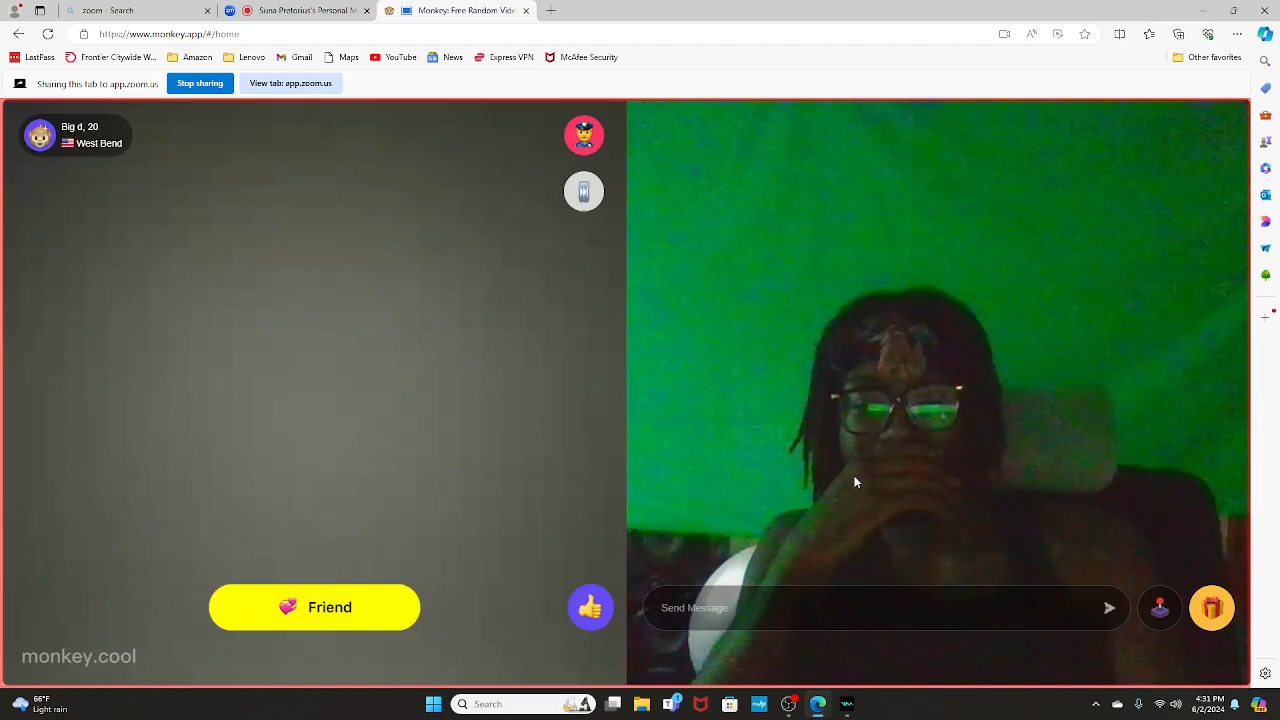 zoom - Search
Suna Pretorius's Personal M
Monkey: Free Random Vide
https://www.monkey.app/#/home
LastPass
Frontier Citywide W...
Amazon
Lenovo
Gmail
Maps
YouTube
News
Express VPN
McAfee Security
Other favorites
Sharing this tab to app.zoom.us
Stop sharing
View tab: app.zoom.us
Big d, 20
West Bend
Friend
Send Message
monkey.cool
66°F
Light rain
Search
5:31 PM
6/2/2024